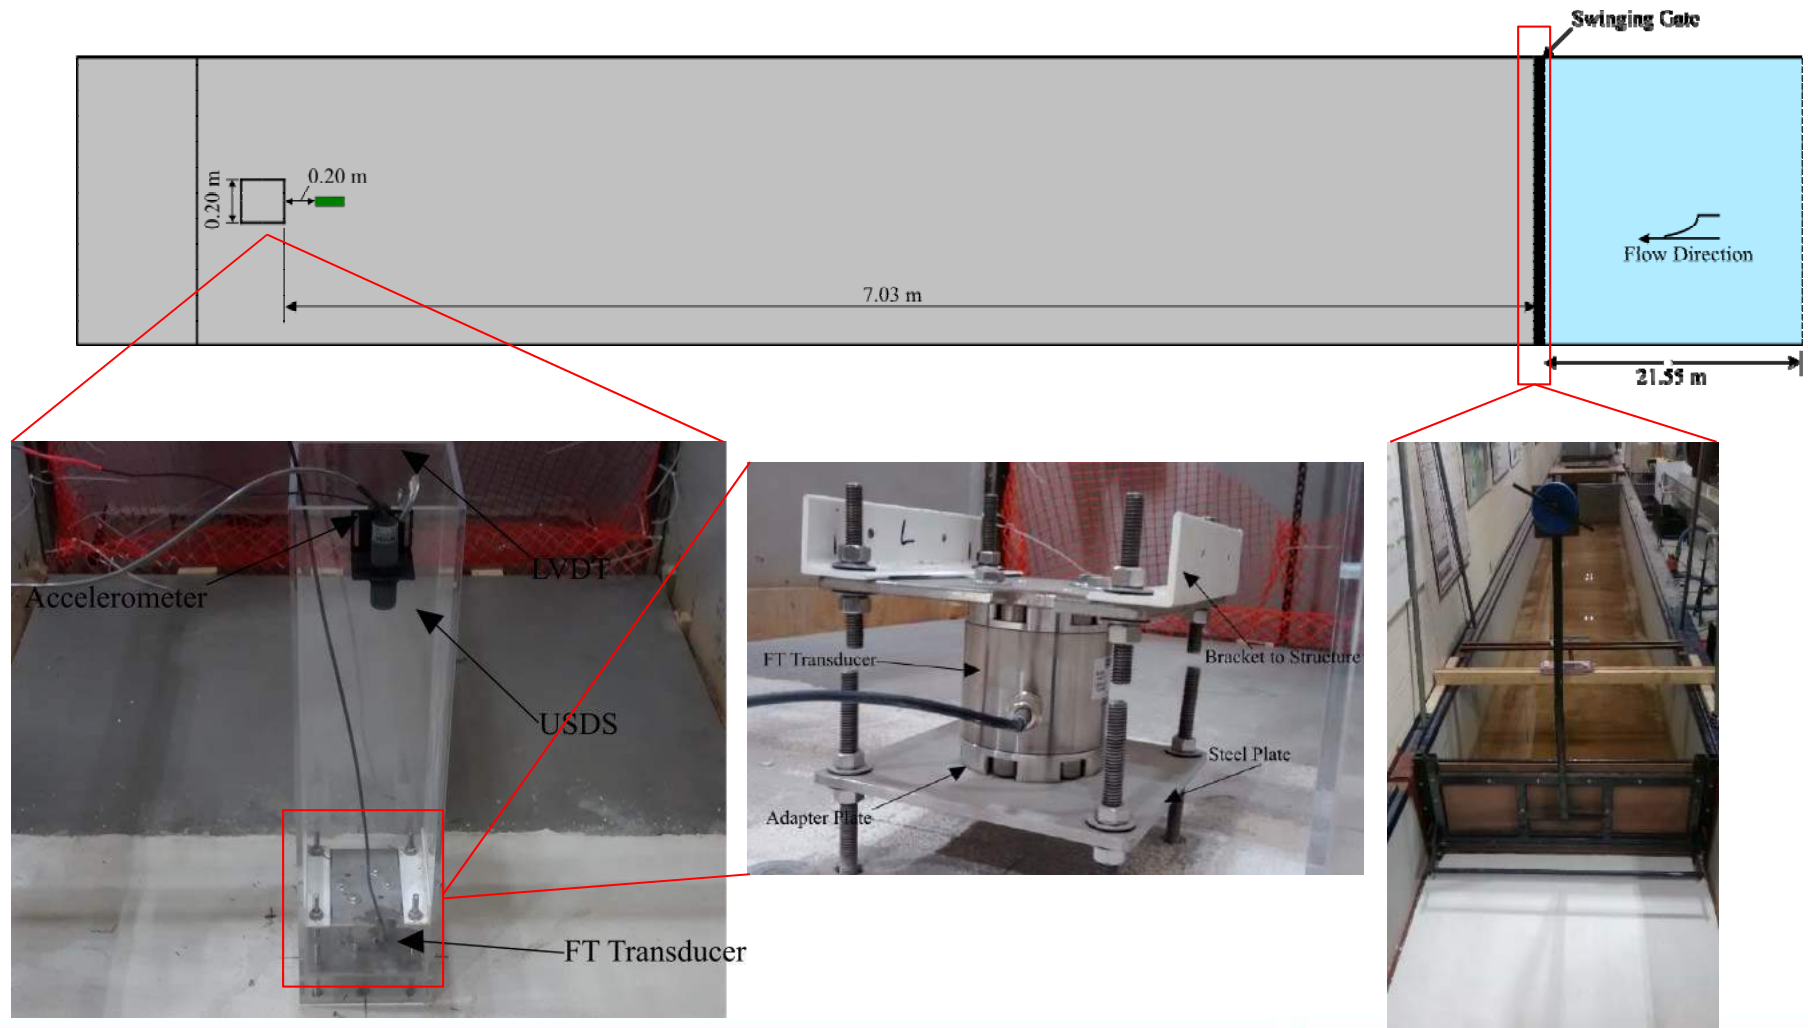 Swinging Gate
0.20 m
0.20 m
Flow Direction
7.03 m
21.55 m
LVDT
Accelerometer
USDS
FT Transducer
L
FT Transducer
Bracket to Structure
Steel Plate
Adapter Plate